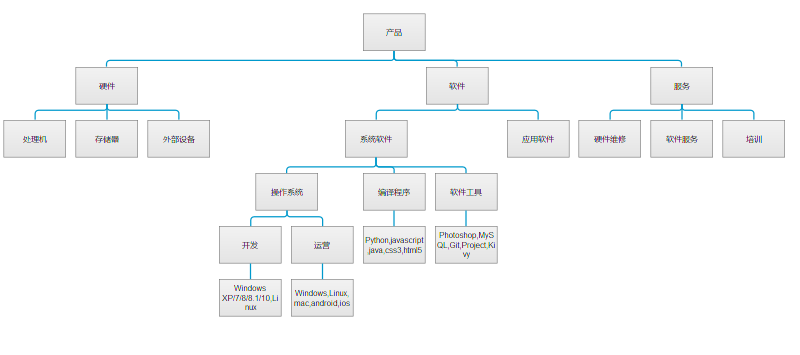 产品
硬件
软件
服务
处理机
存储器
外部设备
系统软件
应用软件
硬件维修
软件服务
培训
操作系统
编译程序
软件工具
开发
运营
Python,javascript
,java,css3,html5
Photoshop,MyS
QL,Git,Project,Ki
vy
Windows
XP/7/8/8.1/10,Li
nux
Windows,Linux,
mac,android,ios